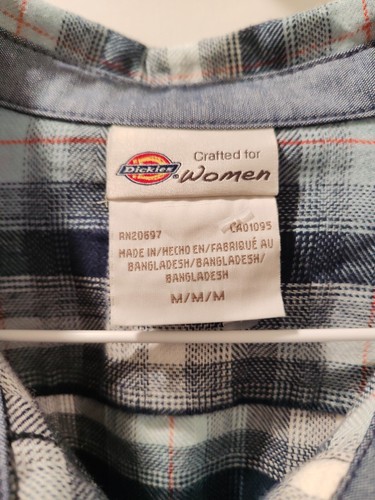 Crafted for
Dickies® Women
RN20697 CA01095
MADE IN/HECHO EN/FABRIQUÉ AU
BANGLADESH/BANGLADESH/
BANGLADESH
M/M/M